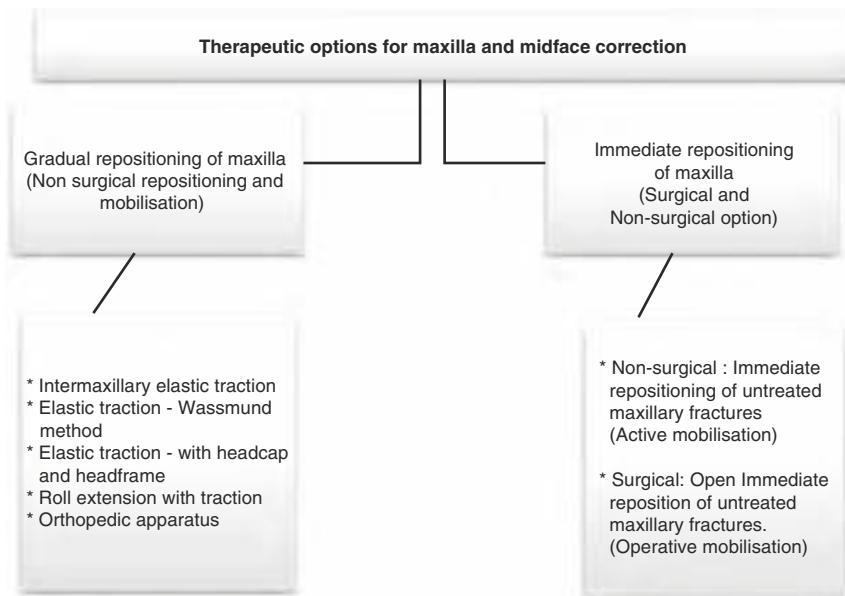 Therapeutic options for maxilla and midface correction
Gradual repositioning of maxilla
(Non surgical repositioning and
mobilisation)
Immediate repositioning
of maxilla
(Surgical and
Non-surgical option)
* Intermaxillary elastic traction
* Elastic traction - Wassmund
method
* Elastic traction - with headcap
and headframe
* Roll extension with traction
* Orthopedic apparatus
* Non-surgical : Immediate
repositioning of untreated
maxillary fractures
(Active mobilisation)
* Surgical: Open Immediate
reposition of untreated
maxillary fractures.
(Operative mobilisation)